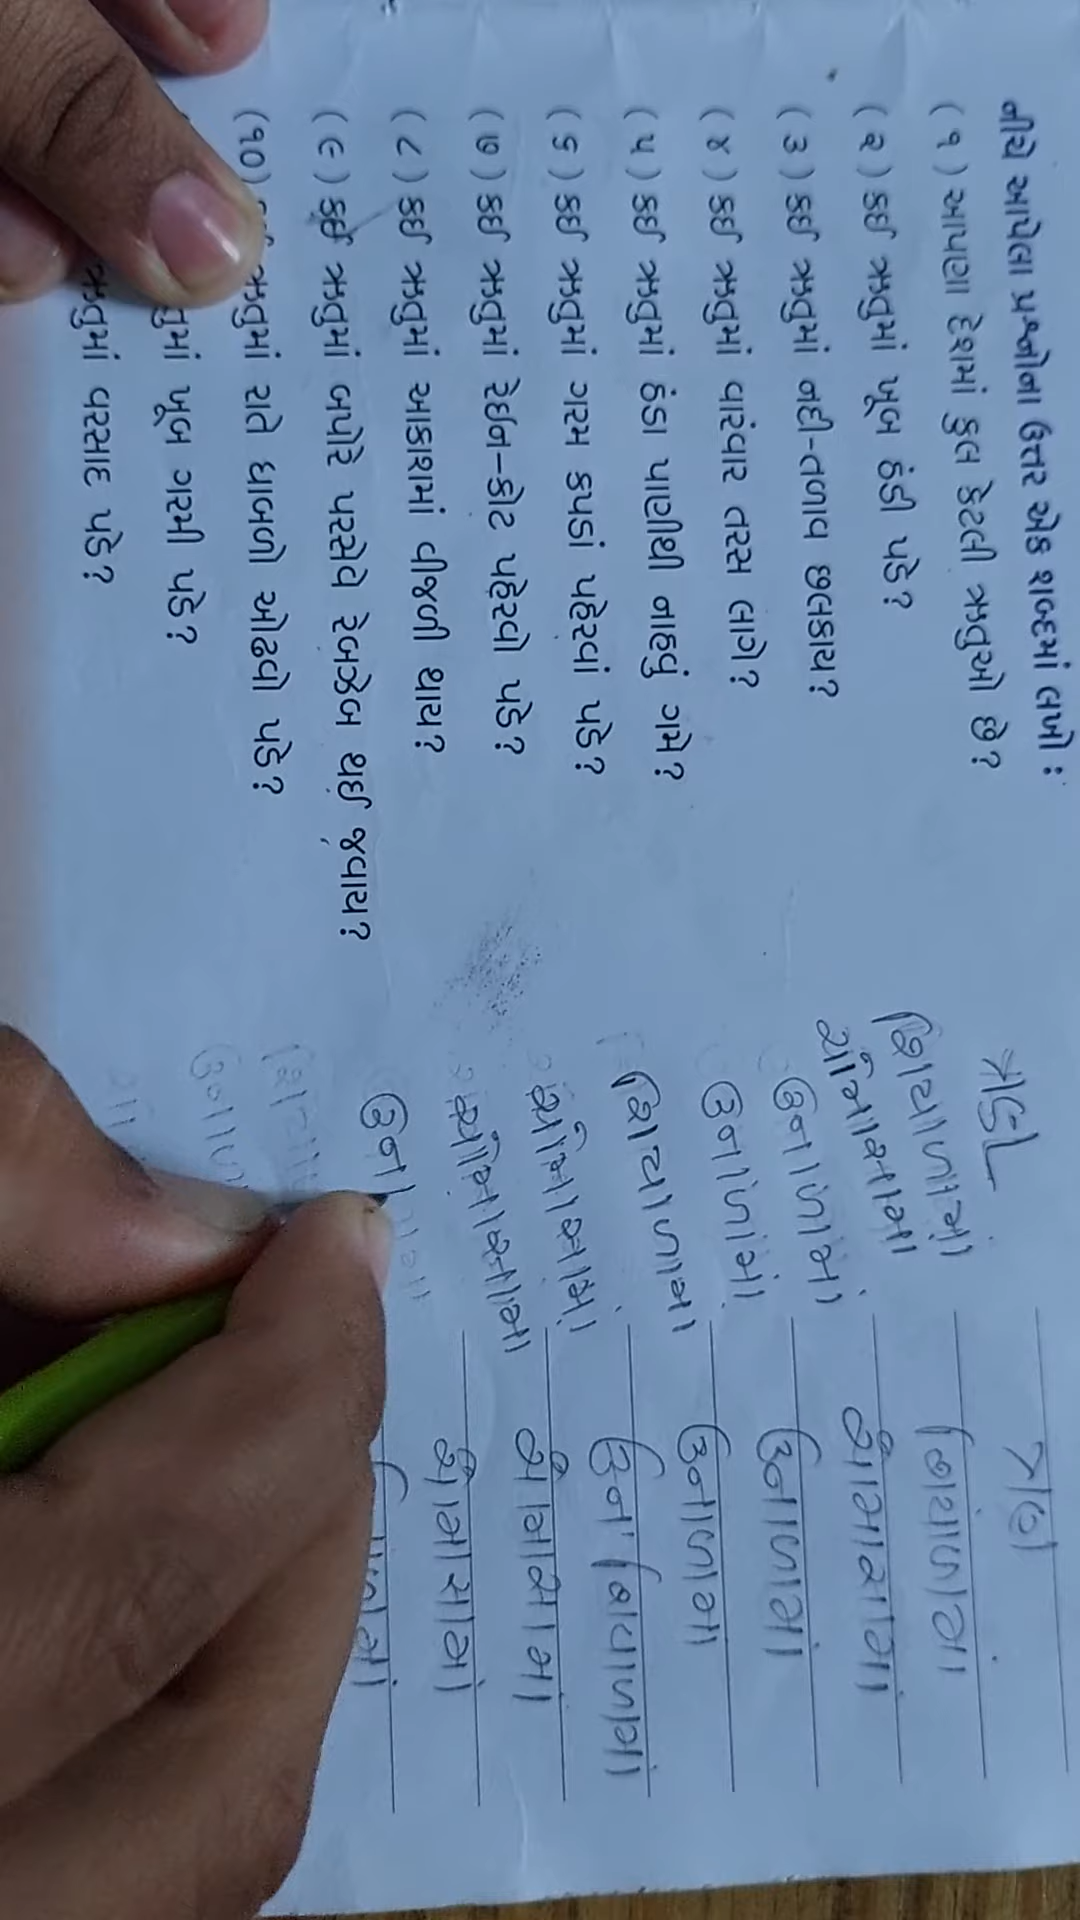 નીચે આપેલા પ્રશ્નોના ઉત્તર એક શબ્દમાં લખો :
(૧) આપણા દેશમાં કુલ કેટલી ઋતુઓ છે? ત્રણ ત્રણ
(૨) કઈ ઋતુમાં ખૂબ ઠંડી પડે? શિયાળામાં શિયાળામાં
(૩) કઈ ઋતુમાં નદી-તળાવ છલકાય? ચોમાસામા ચોમાસામાં
(૪) કઈ ઋતુમાં વારંવાર તરસ લાગે? ઉનાળામાં ઉનાળામાં
(૫) કઈ ઋતુમાં ઠંડા પાણીથી નાહવું ગમે? ઉનાળામાં ઉનાળામાં
(૬) કઈ ઋતુમાં ગરમ કપડાં પહેરવાં પડે? શિયાળામાં ઉન શિયાળામાં
(૭) કઈ ઋતુમાં રેઈન-કોટ પહેરવો પડે? ચોમાસામાં ચોમાસામાં
(૮) કઈ ઋતુમાં આકાશમાં વીજળી થાય? ચોમાસામા ચોમાસામાં
(૯) કઈ ઋતુમાં બપોરે પરસેવે રેબઝેબ થઈ જવાય? ઉના
(૧૦) ઋતુમાં રાતે ધાબળો ઓઢવો પડે?
ખૂબ ગરમી પડે?
ઋતુમાં વરસાદ પડે?